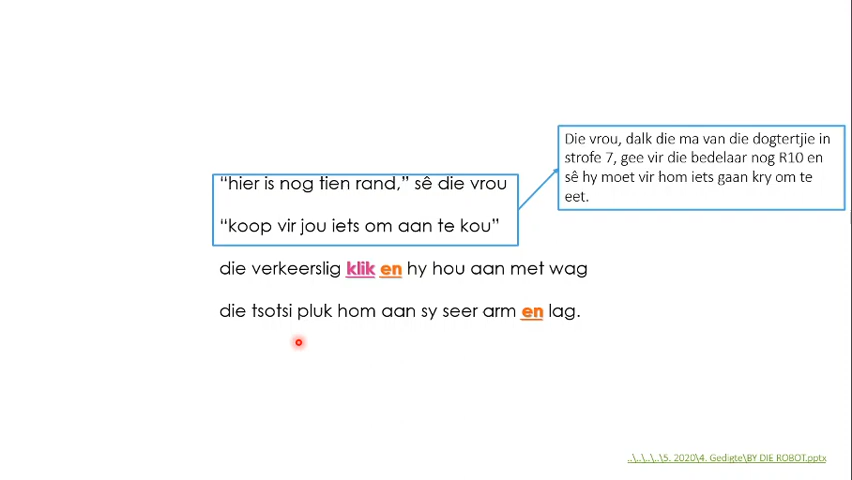 Die vrou, dalk die ma van die dogtertjie in
strofe 7, gee vir die bedelaar nog R10 en
sê hy moet vir hom iets gaan kry om te
eet.
“hier is nog tien rand,” sê die vrou
“koop vir jou iets om aan te kou”
die verkeerslig klik en hy hou aan met wag
die tsotsi pluk hom aan sy seer arm en lag.
..\..\..\..\5. 2020\4. Gedigte\BY DIE ROBOT.pptx